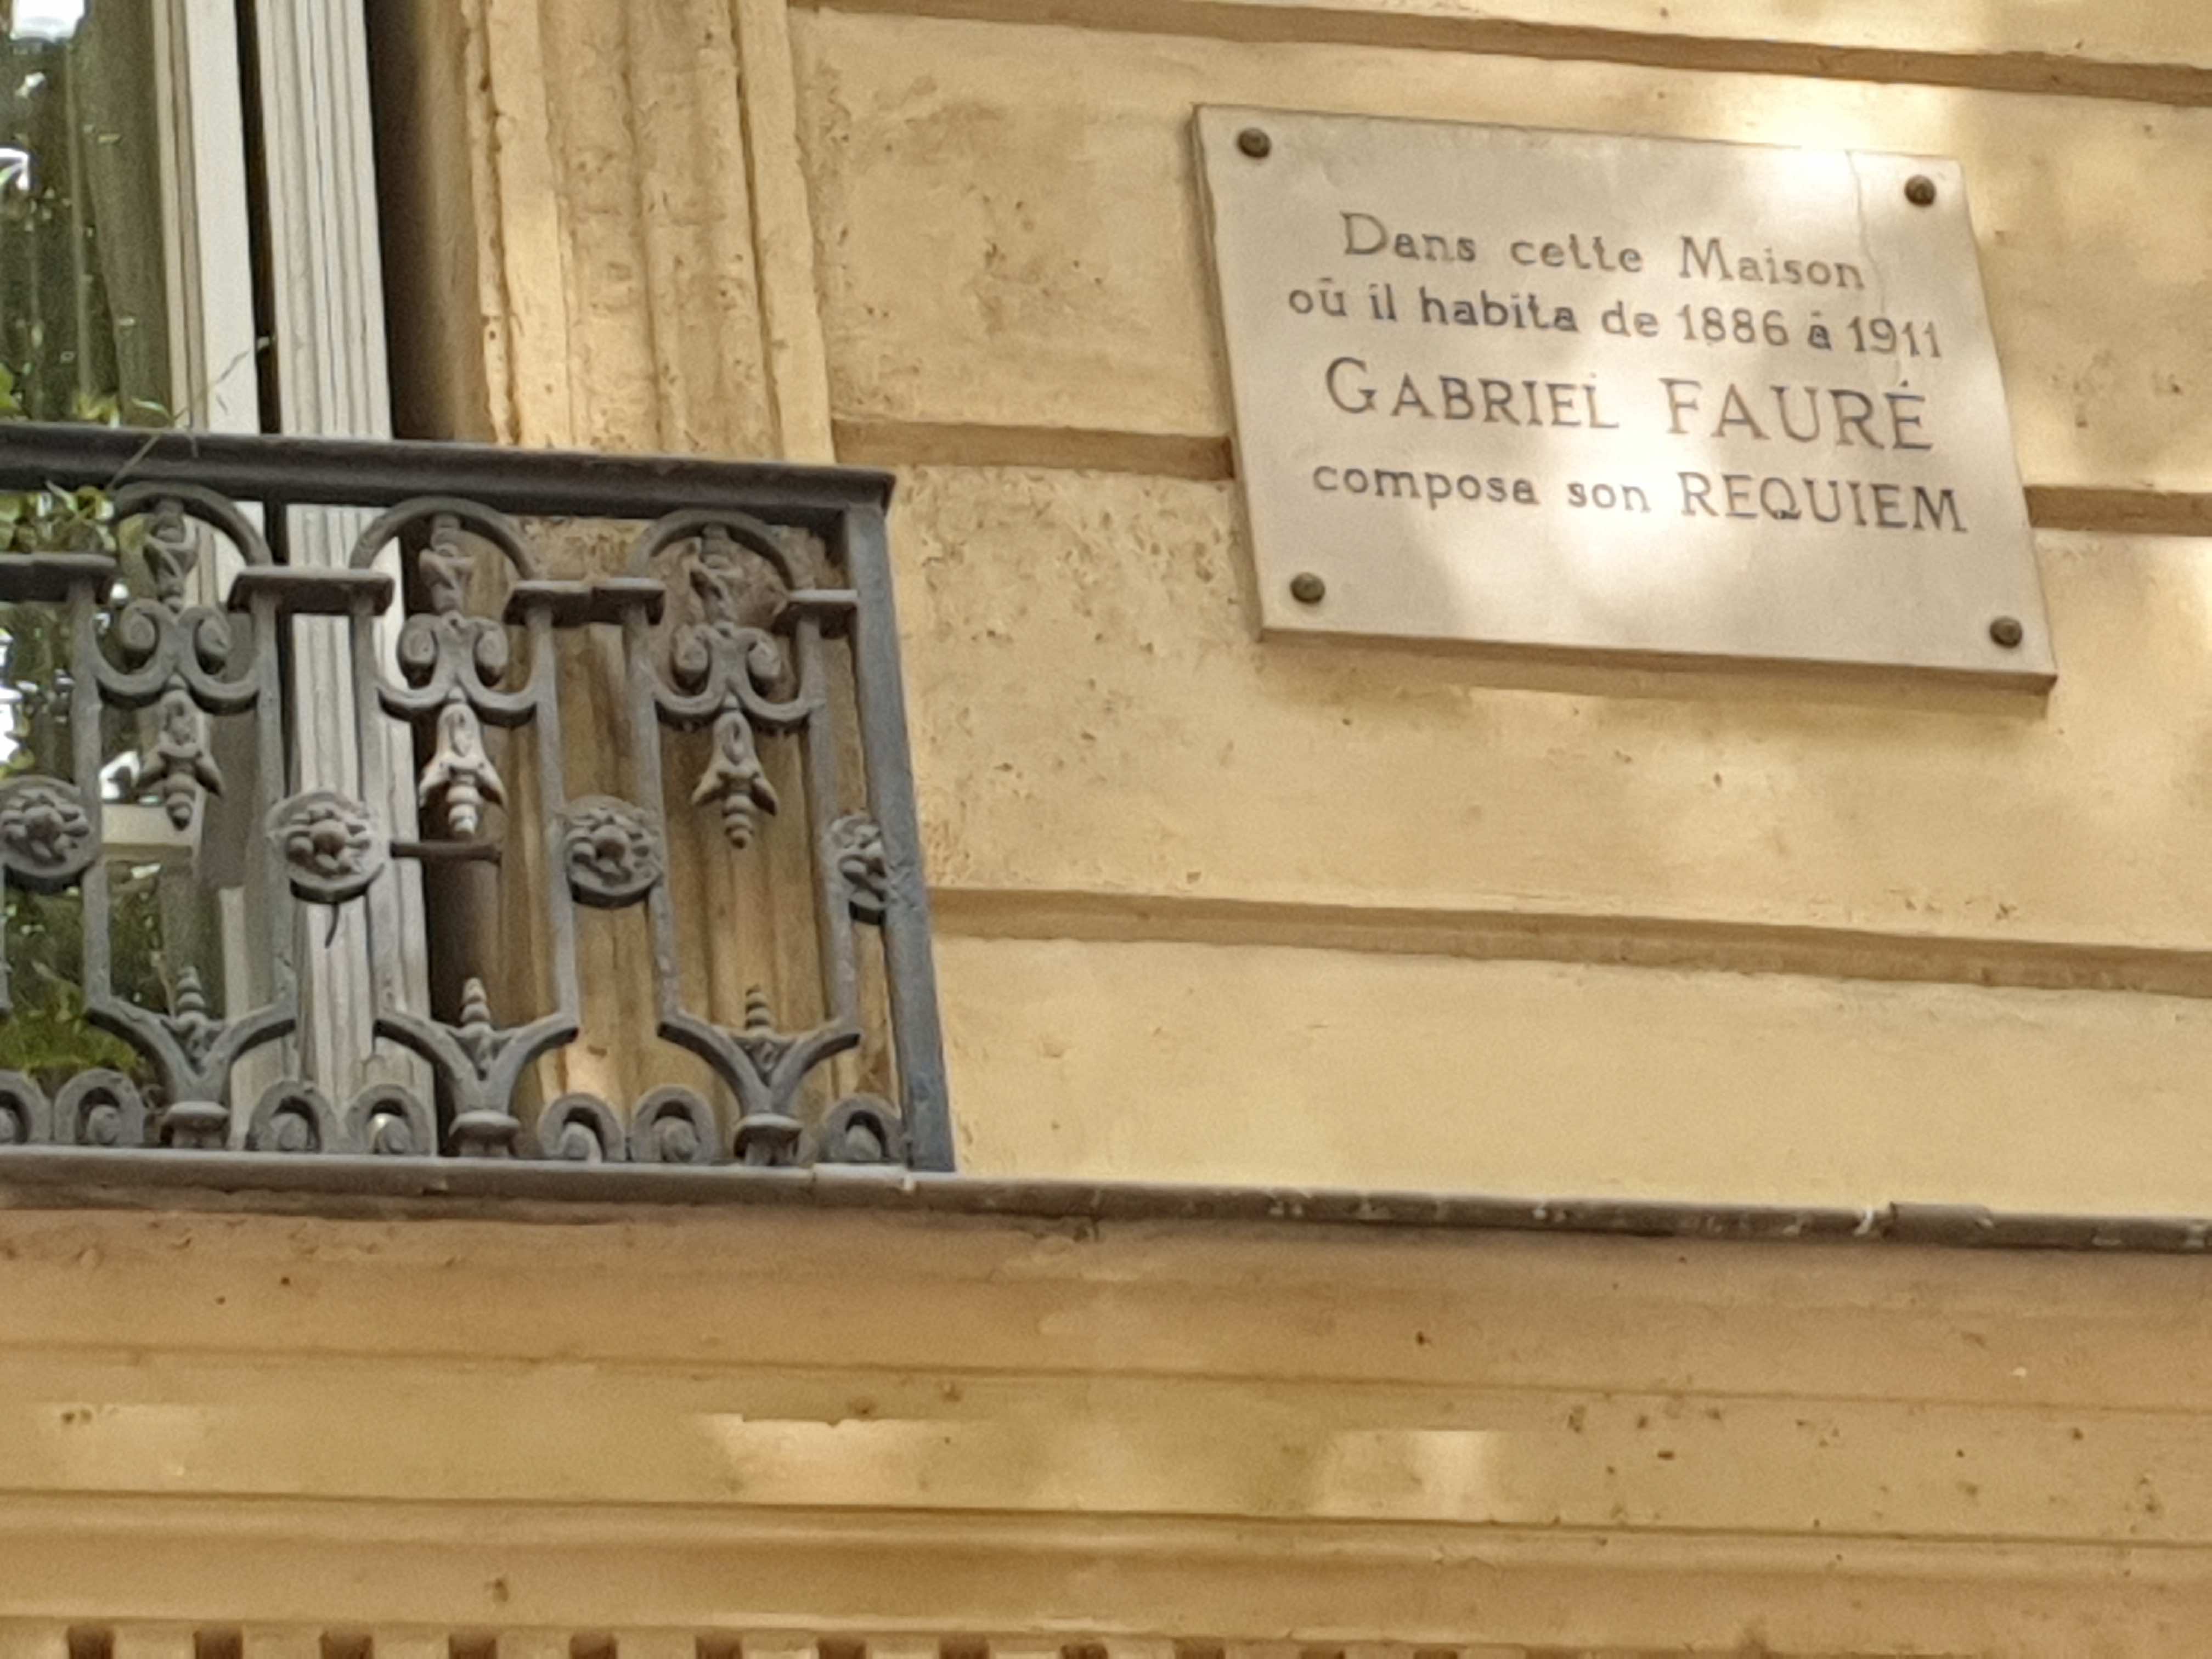 Dans cette Maison
où il habita de 1886 à 1911
GABRIEL FAURÉ
composa son REQUIEM